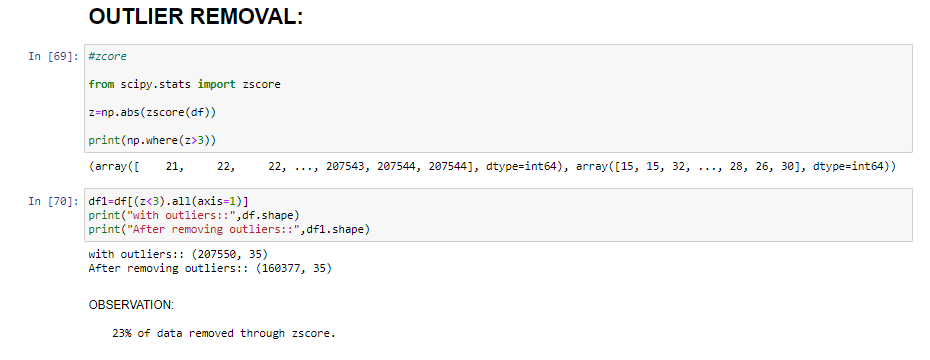 OUTLIER REMOVAL:
In [69]: #zcore
from scipy.stats import zscore
z=np.abs(zscore(df))
print(np.where(z>3))
(array([    21,     22,     22, ..., 207543, 207544, 207544], dtype=int64), array([15, 15, 32, ..., 28, 26, 30], dtype=int64))
In [70]: df1=df[(z<3).all(axis=1)]
print("with outliers::",df.shape)
print("After removing outliers::",df1.shape)
with outliers:: (207550, 35)
After removing outliers:: (160377, 35)
OBSERVATION:
23% of data removed through zscore.